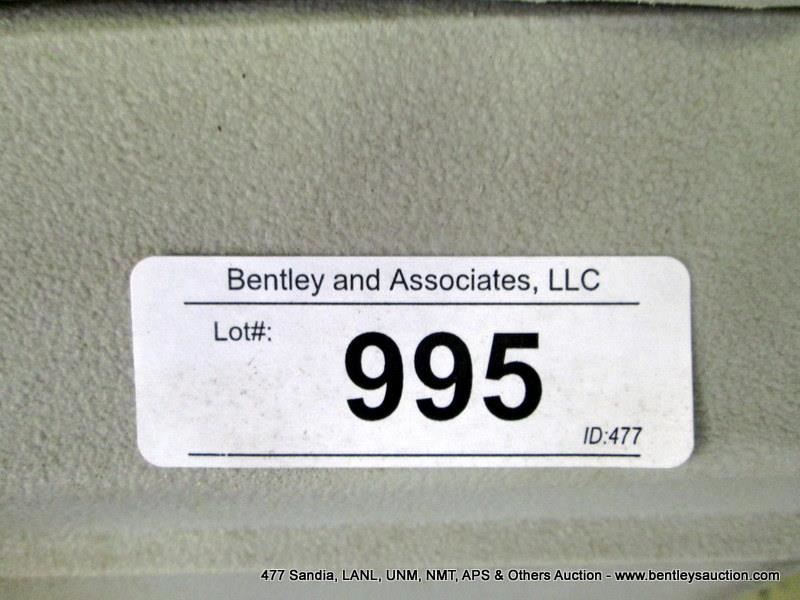 Bentley and Associates, LLC
Lot#:
995
ID:477
477 Sandia, LANL, UNM, NMT, APS & Others Auction - www.bentleysauction.com